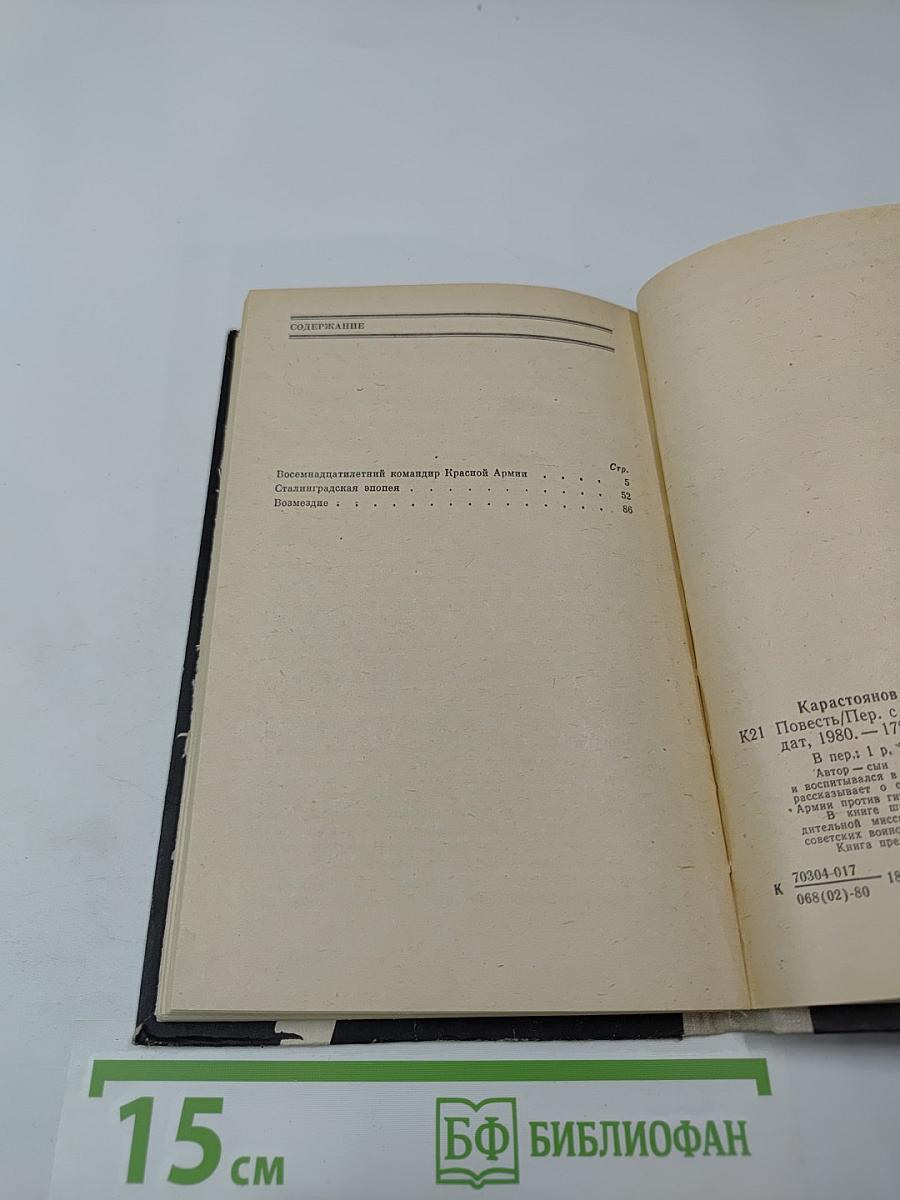 СОДЕРЖАНИЕ
Стр.
Восемнадцатилетний командир Красной Армии . . . . 5
Сталинградская эпопея . . . . . . . . . . . 52
Возмездие . . . . . . . . . . . . . . . 86
Карастоянов
К21 Повесть/Пер. с
дат, 1980.— 179
В пер.: 1 р.
Автор — сын
и воспитывался в
рассказывает о
Армии против
В книге
дительной
советских
Книга
К 70304-017
068(02)-80
— 18
15 см
БФ БИБЛИОФАН